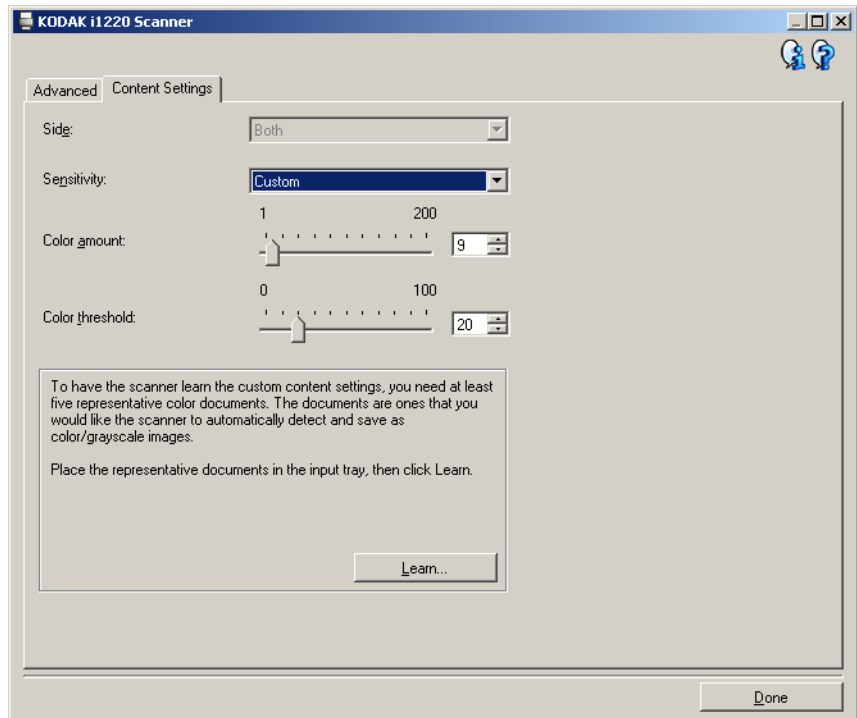 KODAK i1220 Scanner
Advanced
Content Settings
Side:
Both
Sensitivity:
Custom
1 200
Color amount:
9
0 100
Color threshold:
20
To have the scanner learn the custom content settings, you need at least
five representative color documents. The documents are ones that you
would like the scanner to automatically detect and save as
color/grayscale images.
Place the representative documents in the input tray, then click Learn.
Learn...
Done